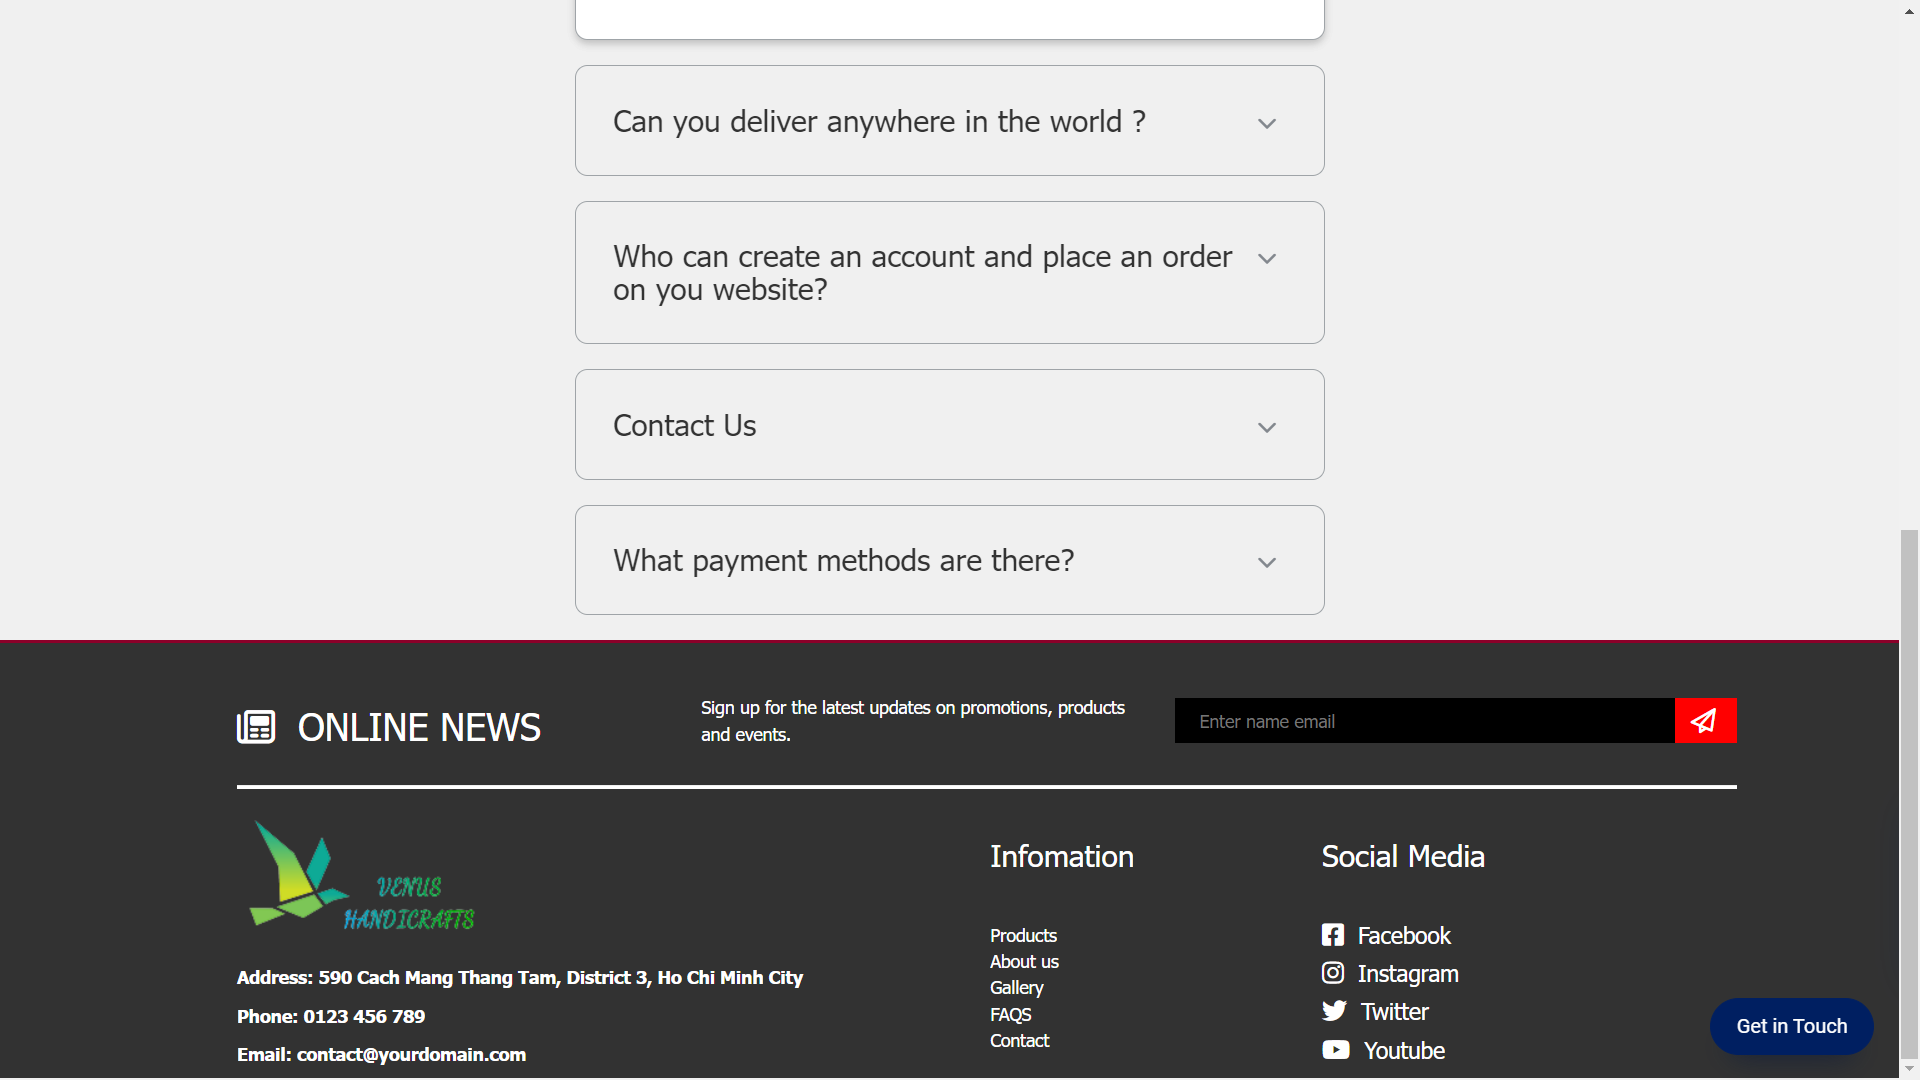 Can you deliver anywhere in the world ?
Who can create an account and place an order
on you website?
Contact Us
What payment methods are there?
ONLINE NEWS
Sign up for the latest updates on promotions, products
and events.
Enter name email
VENUS
HANDICRAFTS
Address: 590 Cach Mang Thang Tam, District 3, Ho Chi Minh City
Phone: 0123 456 789
Email: contact@yourdomain.com
Infomation
Products
About us
Gallery
FAQS
Contact
Social Media
Facebook
Instagram
Twitter
Youtube
Get in Touch